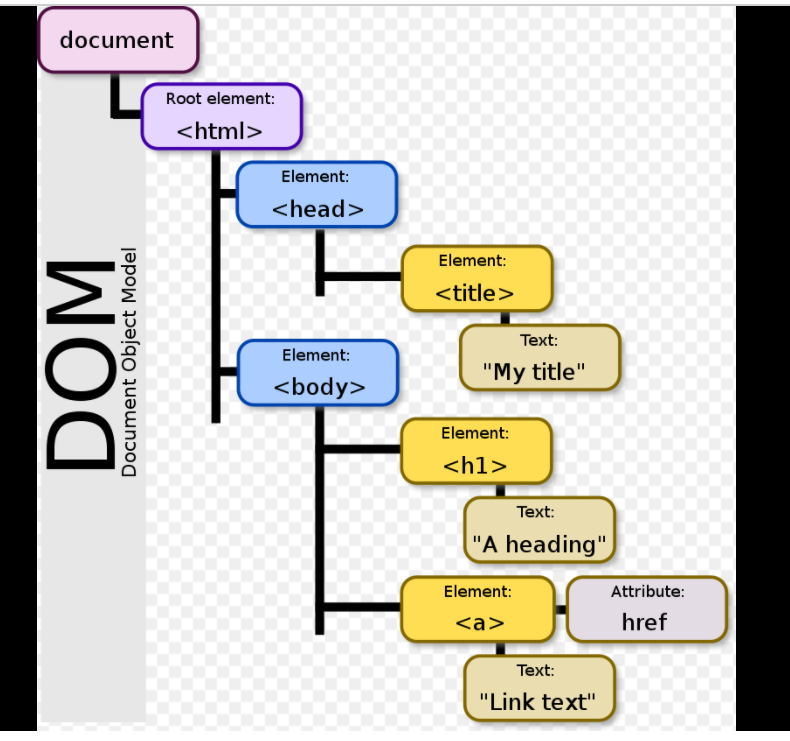 document
Root element:
<html>
Element:
<head>
Element:
<title>
Text:
"My title"
Element:
<body>
Element:
<h1>
Text:
"A heading"
Element:
<a>
Attribute:
href
Text:
"Link text"
DOM
Document Object Model